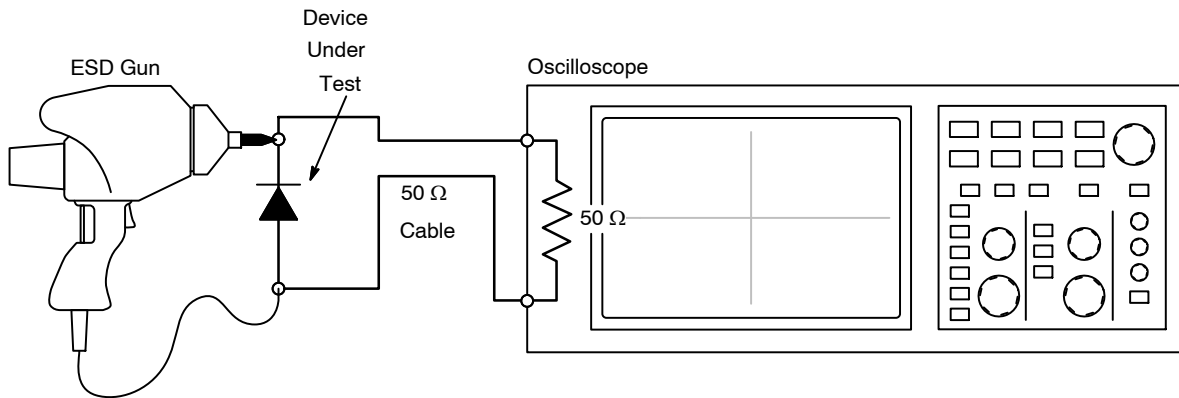 Device
Under
Test
ESD Gun
Oscilloscope
50 Ω
Cable
50 Ω